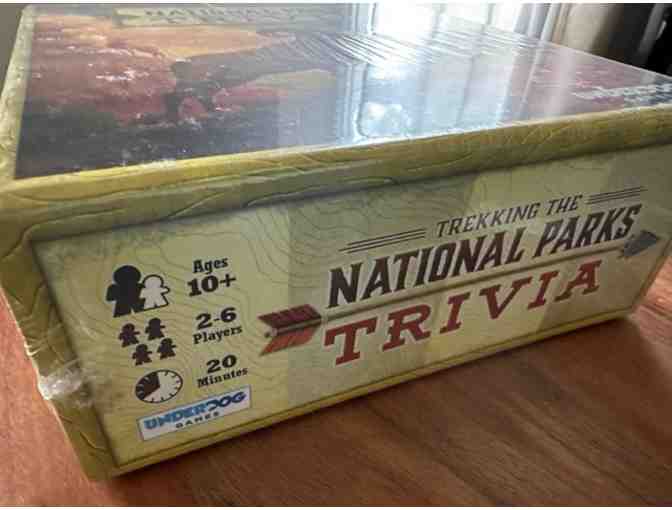 TREKKING THE
NATIONAL PARKS
TRIVIA
Ages
10+
2-6
Players
20
Minutes
UNDERDOG
GAMES